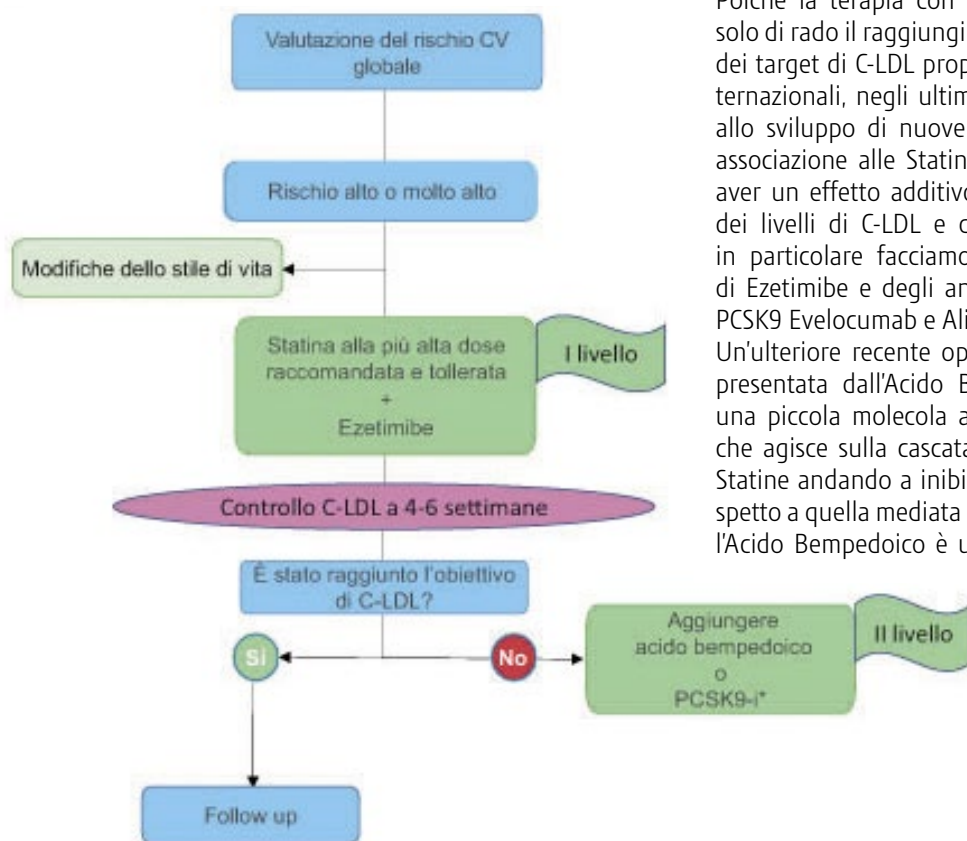 Valutazione del rischio CV
globale
Rischio alto o molto alto
Modifiche dello stile di vita
Statina alla più alta dose
raccomandata e tollerata
+
Ezetimibe
I livello
Controllo C-LDL a 4-6 settimane
È stato raggiunto l'obiettivo
di C-LDL?
Si
No
Aggiungere
acido bempedoico
o
PCSK9-i*
II livello
Follow up
Poiché la terapia con
solo di rado il raggiungi
dei target di C-LDL prop
ternazionali, negli ultim
allo sviluppo di nuove
associazione alle Statin
aver un effetto additivo
dei livelli di C-LDL e c
in particolare facciamo
di Ezetimibe e degli an
PCSK9 Evelocumab e Ali
Un'ulteriore recente op
presentata dall'Acido B
una piccola molecola a
che agisce sulla cascata
Statine andando a inibi
spetto a quella mediata
l'Acido Bempedoico è u